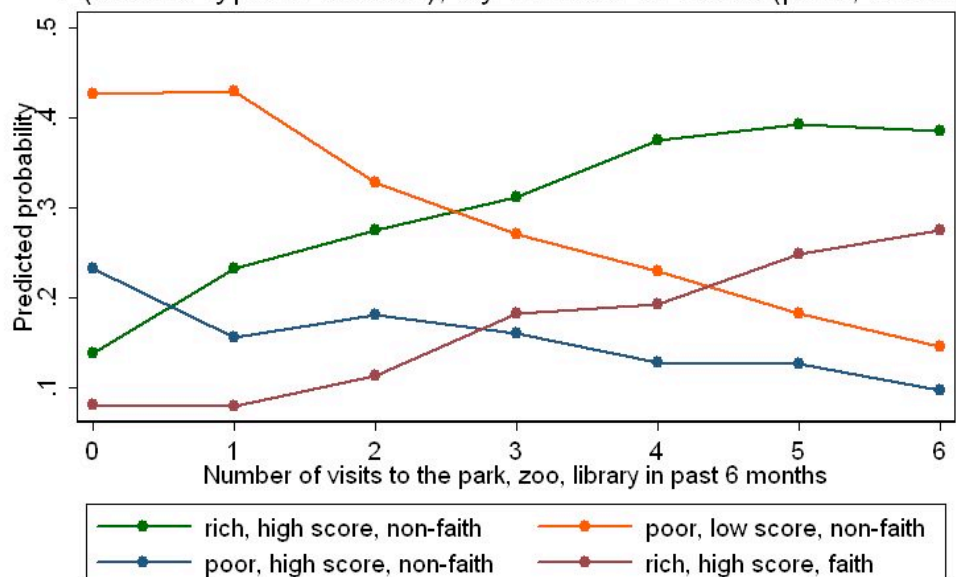 .5
.4
.3
.2
.1
Predicted probability
0 1 2 3 4 5 6
Number of visits to the park, zoo, library in past 6 months
rich, high score, non-faith poor, low score, non-faith
poor, high score, non-faith rich, high score, faith